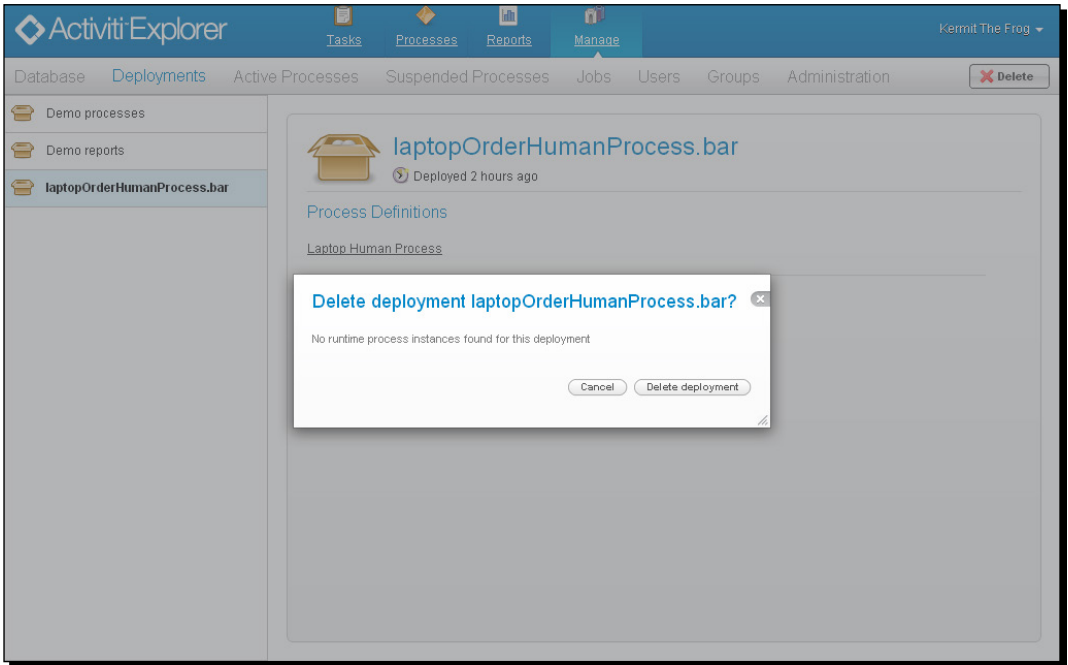 Activiti Explorer
Tasks
Processes
Reports
Manage
Kermit The Frog
Database Deployments Active Processes Suspended Processes Jobs Users Groups Administration Delete
Demo processes
Demo reports
laptopOrderHumanProcess.bar
laptopOrderHumanProcess.bar
Deployed 2 hours ago
Process Definitions
Laptop Human Process
Delete deployment laptopOrderHumanProcess.bar?
No runtime process instances found for this deployment
Cancel Delete deployment